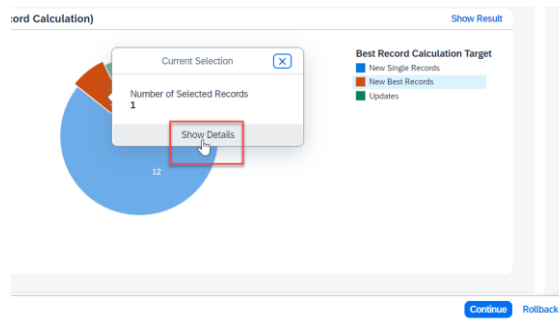 cord Calculation)
Show Result
Current Selection
Number of Selected Records
1
Show Details
12
Best Record Calculation Target
New Single Records
New Best Records
Updates
Continue
Rollback